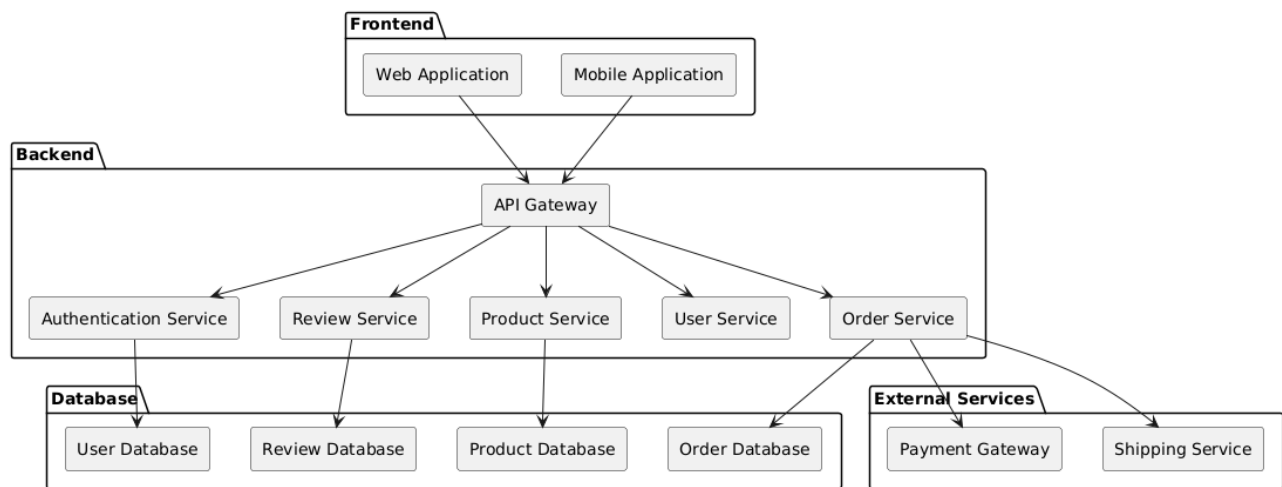 Frontend
Web Application
Mobile Application
Backend
API Gateway
Authentication Service
Review Service
Product Service
User Service
Order Service
Database
External Services
User Database
Review Database
Product Database
Order Database
Payment Gateway
Shipping Service